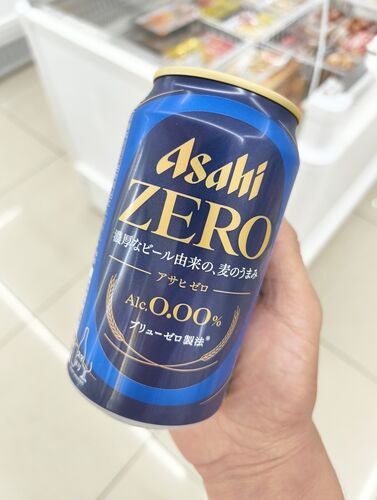 Asahi
ZERO
濃厚なビール由来の、麦のうまみ
アサヒ ゼロ
Alc.0.00%
ブリューゼロ製法※